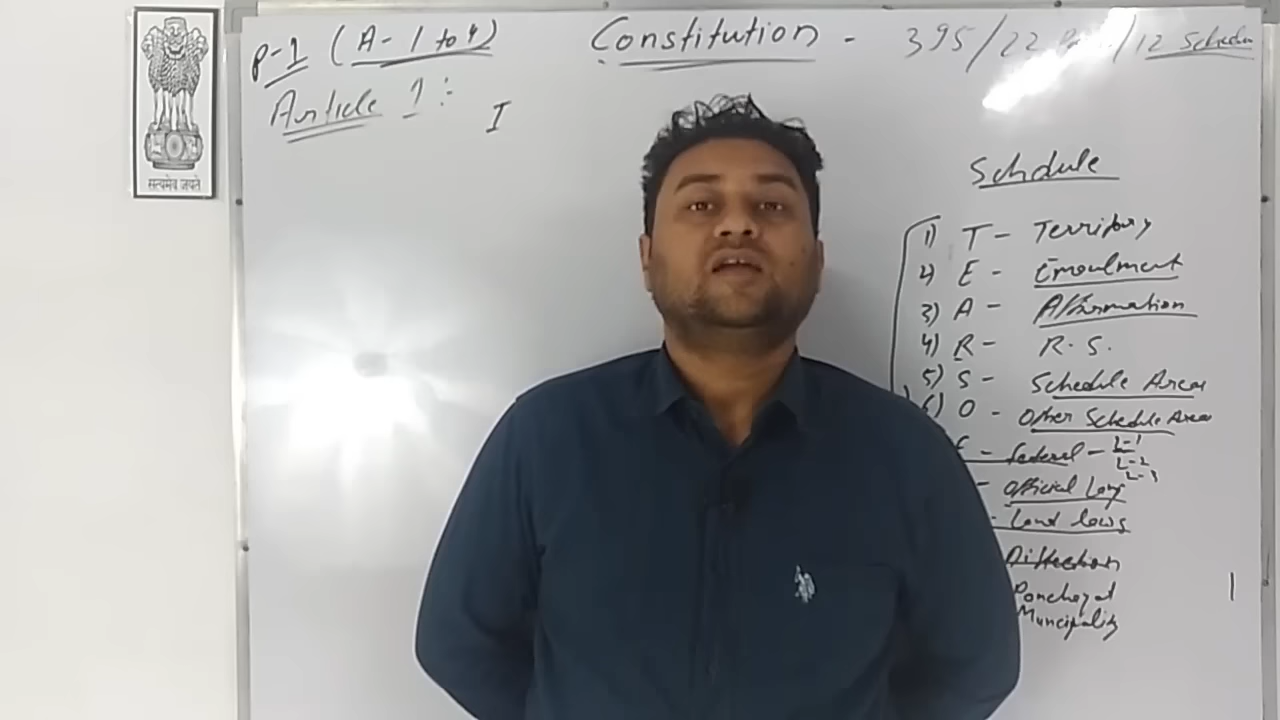 सत्यमेव जयते
P-1 (A-1 to 4)
Constitution - 395/22 /12 Schedu
Article 1:-
I
Schdule
1) T- Territory
2) E- Emoulment
3) A- Affirmation
4) R- R.S.
5) S- Schedule Areas
6) O- Other Schedule Area
F- federal- L-1
L-2
L-3
- Official Lang
- Land laws
Panchayat
Muncipality